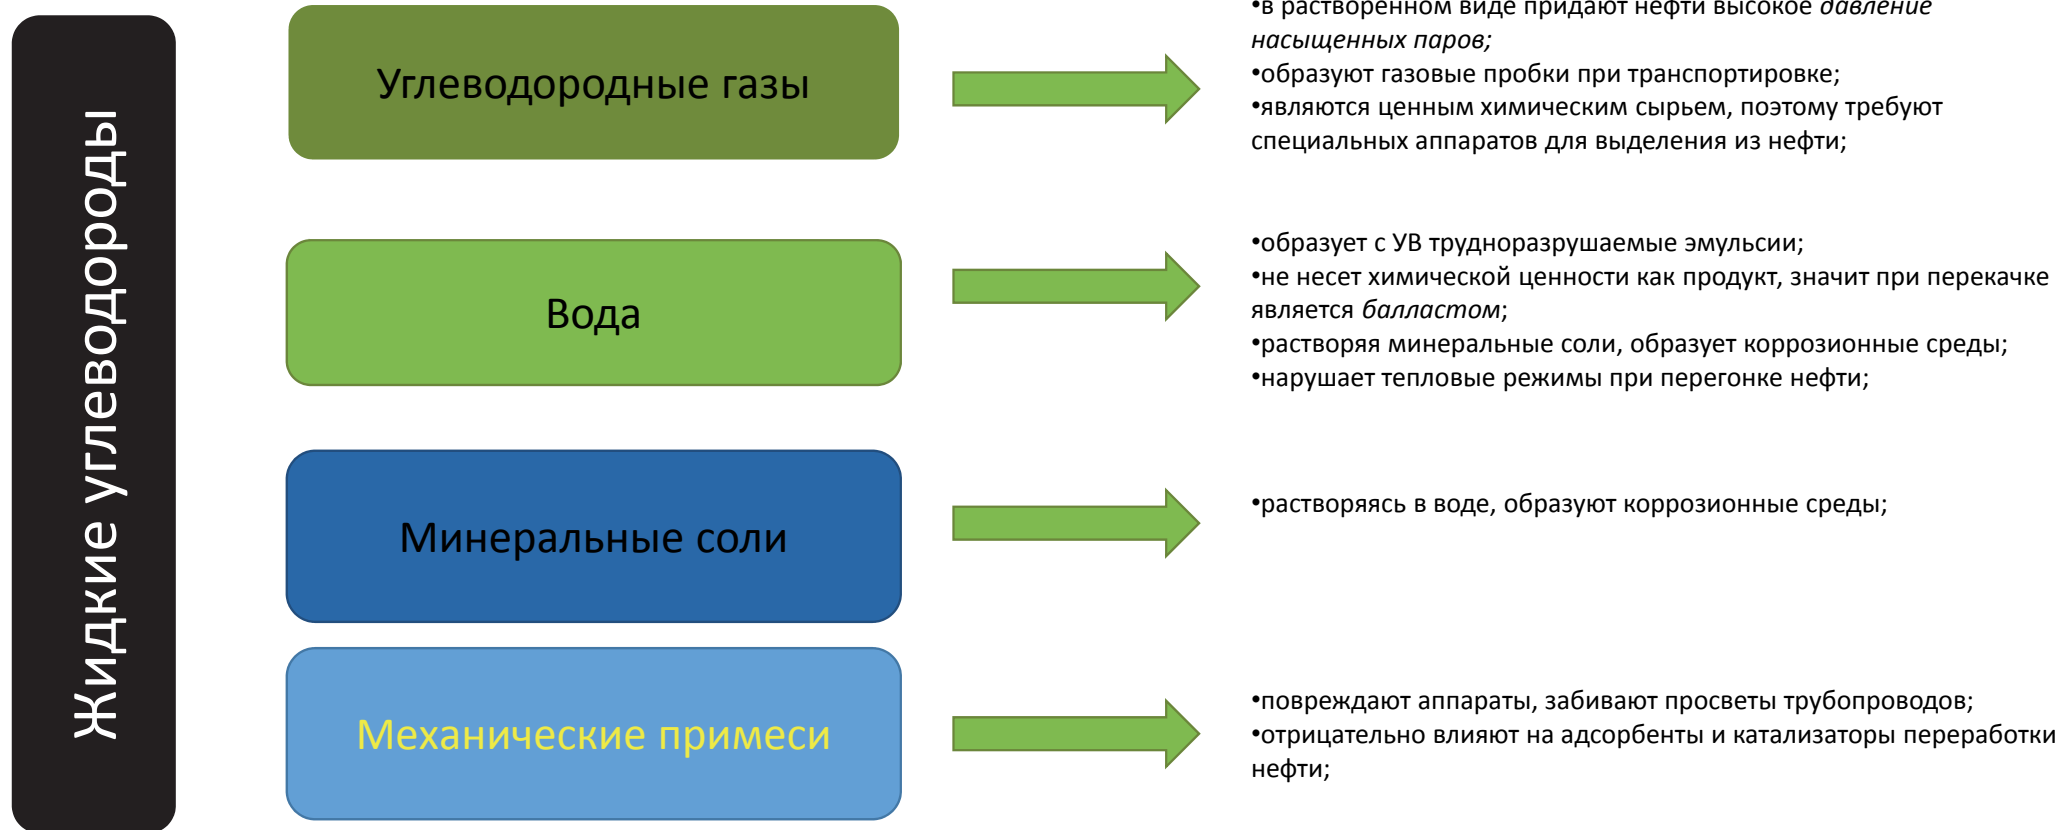 Жидкие углеводороды
Углеводородные газы
•в растворенном виде придают нефти высокое давление
насыщенных паров;
•образуют газовые пробки при транспортировке;
•являются ценным химическим сырьем, поэтому требуют
специальных аппаратов для выделения из нефти;
Вода
•образует с УВ трудноразрушаемые эмульсии;
•не несет химической ценности как продукт, значит при перекачке
является балластом;
•растворяя минеральные соли, образует коррозионные среды;
•нарушает тепловые режимы при перегонке нефти;
Минеральные соли
•растворяясь в воде, образуют коррозионные среды;
Механические примеси
•повреждают аппараты, забивают просветы трубопроводов;
•отрицательно влияют на адсорбенты и катализаторы переработки
нефти;